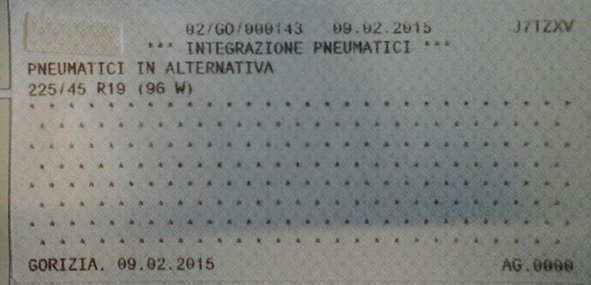 02/GO/000143 09.02.2015 J7TZXV
*** INTEGRAZIONE PNEUMATICI ***
PNEUMATICI IN ALTERNATIVA
225/45 R19 (96 W)
* * * * * * * * * * * * * * * * * * * * * * * * * * * * * *
* * * * * * * * * * * * * * * * * * * * * * * * * * * * *
* * * * * * * * * * * * * * * * * * * * * * * * * * * * * *
* * * * * * * * * * * * * * * * * * * * * * * * * * * * *
* * * * * * * * * * * * * * * * * * * * * * * * * * * * * *
* * * * * * * * * * * * * * * * * * * * * * * * * * * * *
* * * * * * * * * * * * * * * * * * * * * * * * * * * * * *
* * * * * * * * * * * * * * * * * * * * * * * * * * * * *
GORIZIA, 09.02.2015 AG.0000